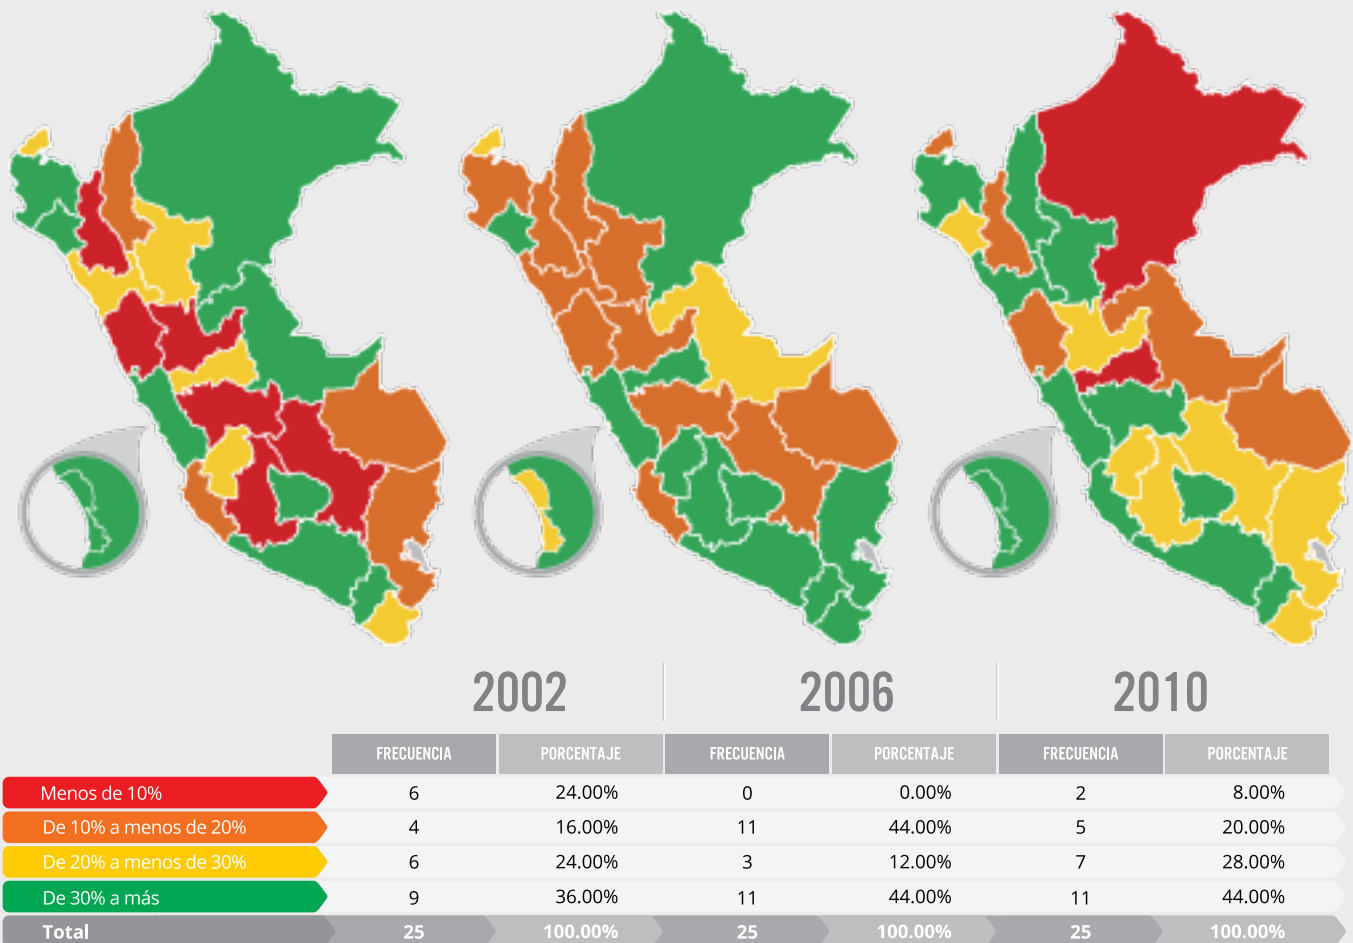 2002 2006 2010
FRECUENCIA PORCENTAJE FRECUENCIA PORCENTAJE FRECUENCIA PORCENTAJE
Menos de 10% 6 24.00% 0 0.00% 2 8.00%
De 10% a menos de 20% 4 16.00% 11 44.00% 5 20.00%
De 20% a menos de 30% 6 24.00% 3 12.00% 7 28.00%
De 30% a más 9 36.00% 11 44.00% 11 44.00%
Total 25 100.00% 25 100.00% 25 100.00%